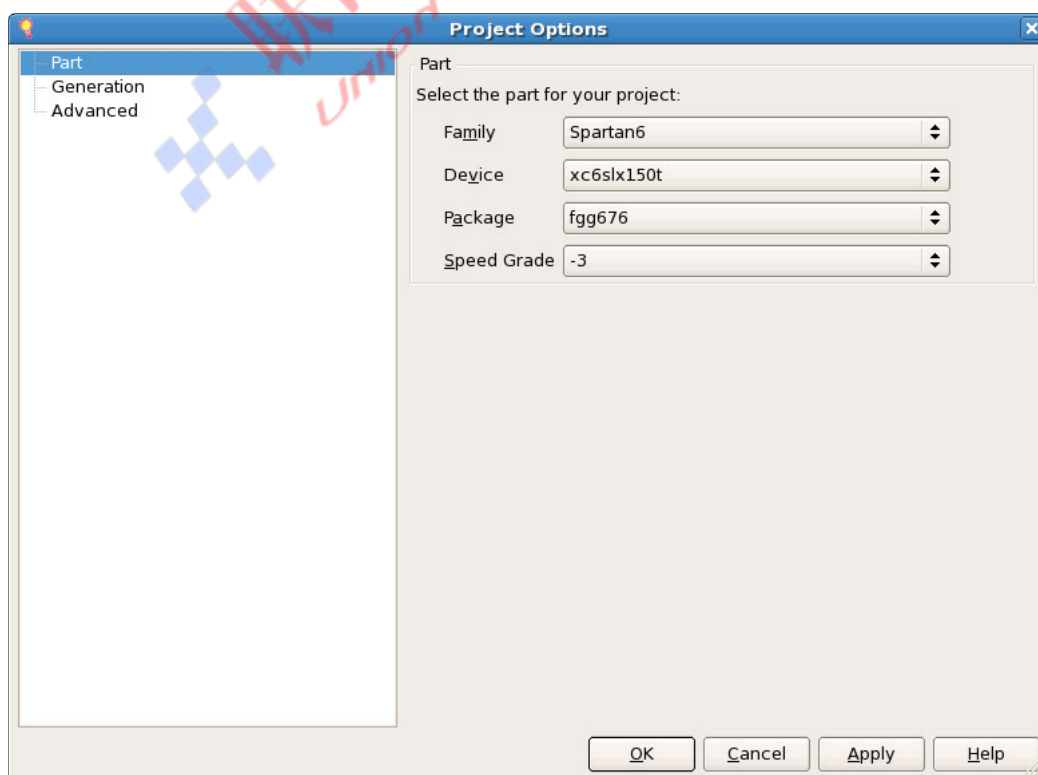 Project Options
Part
Generation
Advanced
Part
Select the part for your project:
Family Spartan6
Device xc6slx150t
Package fgg676
Speed Grade -3
OK Cancel Apply Help